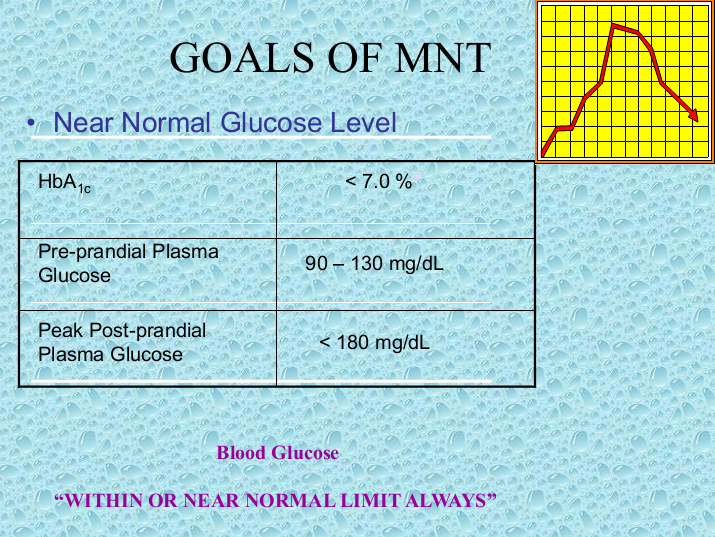 GOALS OF MNT
• Near Normal Glucose Level
HbA1c
< 7.0 %*
Pre-prandial Plasma
Glucose
90 – 130 mg/dL
Peak Post-prandial
Plasma Glucose
< 180 mg/dL
Blood Glucose
“WITHIN OR NEAR NORMAL LIMIT ALWAYS”